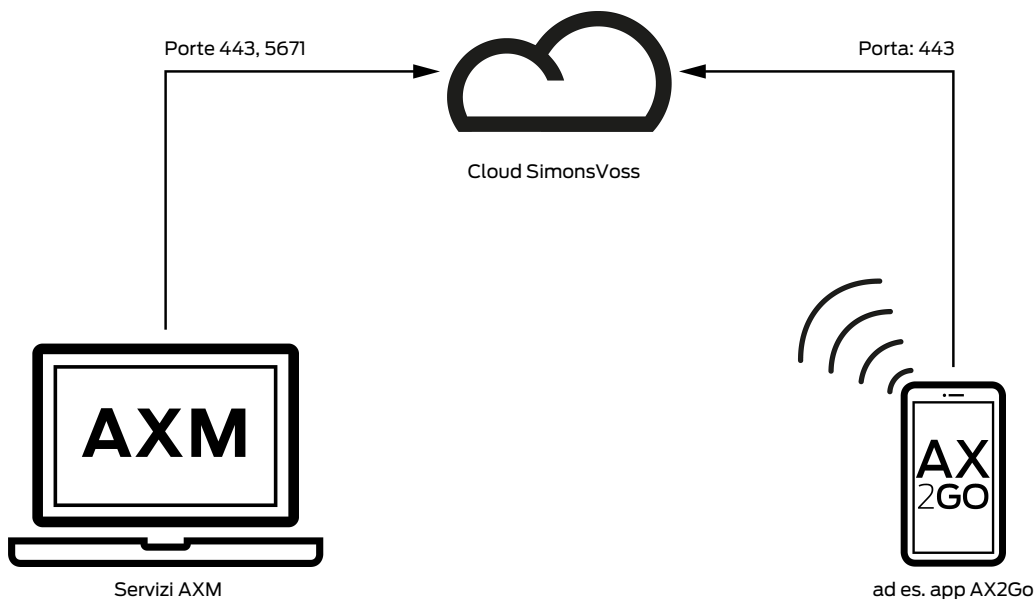 Porte 443, 5671
Porta: 443
Cloud SimonsVoss
AXM
AX
2GO
Servizi AXM
ad es. app AX2Go